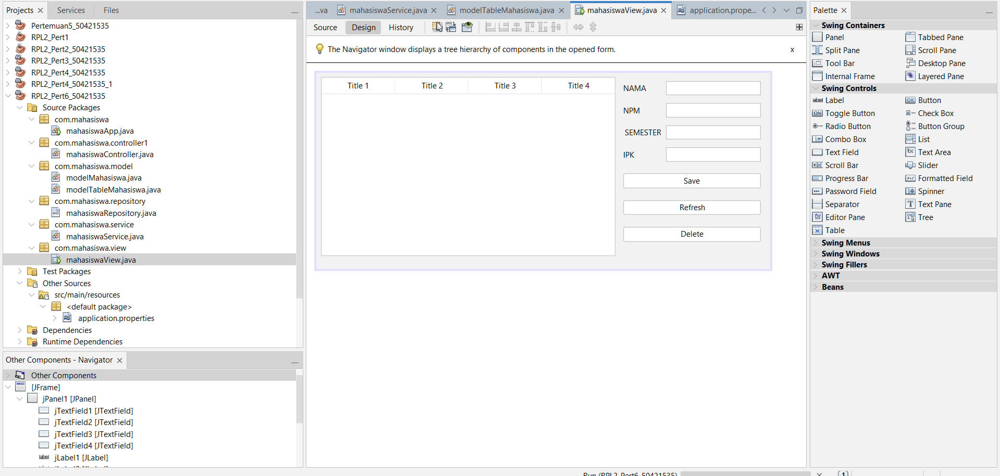 Projects
Services
Files
Pertemuan5_50421535
RPL2_Pert1
RPL2_Pert2_50421535
RPL2_Pert3_50421535
RPL2_Pert4_50421535
RPL2_Pert4_50421535_1
RPL2_Pert6_50421535
Source Packages
com.mahasiswa
mahasiswaApp.java
com.mahasiswa.controller1
mahasiswaController.java
com.mahasiswa.model
modelMahasiswa.java
modelTableMahasiswa.java
com.mahasiswa.repository
mahasiswaRepository.java
com.mahasiswa.service
mahasiswaService.java
com.mahasiswa.view
mahasiswaView.java
Test Packages
Other Sources
src/main/resources
<default package>
application.properties
Dependencies
Runtime Dependencies
Other Components - Navigator
Other Components
[JFrame]
jPanel1 [JPanel]
jTextField1 [JTextField]
jTextField2 [JTextField]
jTextField3 [JTextField]
jTextField4 [JTextField]
jLabel1 [JLabel]
...va
mahasiswaService.java
modelTableMahasiswa.java
mahasiswaView.java
application.prope...
Source Design History
The Navigator window displays a tree hierarchy of components in the opened form.
x
Title 1 Title 2 Title 3 Title 4
NAMA
NPM
SEMESTER
IPK
Save
Refresh
Delete
Run (RPL2_Pert6_50421535)
1
Palette
Swing Containers
Panel Tabbed Pane
Split Pane Scroll Pane
Tool Bar Desktop Pane
Internal Frame Layered Pane
Swing Controls
Label Button
Toggle Button Check Box
Radio Button Button Group
Combo Box List
Text Field Text Area
Scroll Bar Slider
Progress Bar Formatted Field
Password Field Spinner
Separator Text Pane
Editor Pane Tree
Table
Swing Menus
Swing Windows
Swing Fillers
AWT
Beans